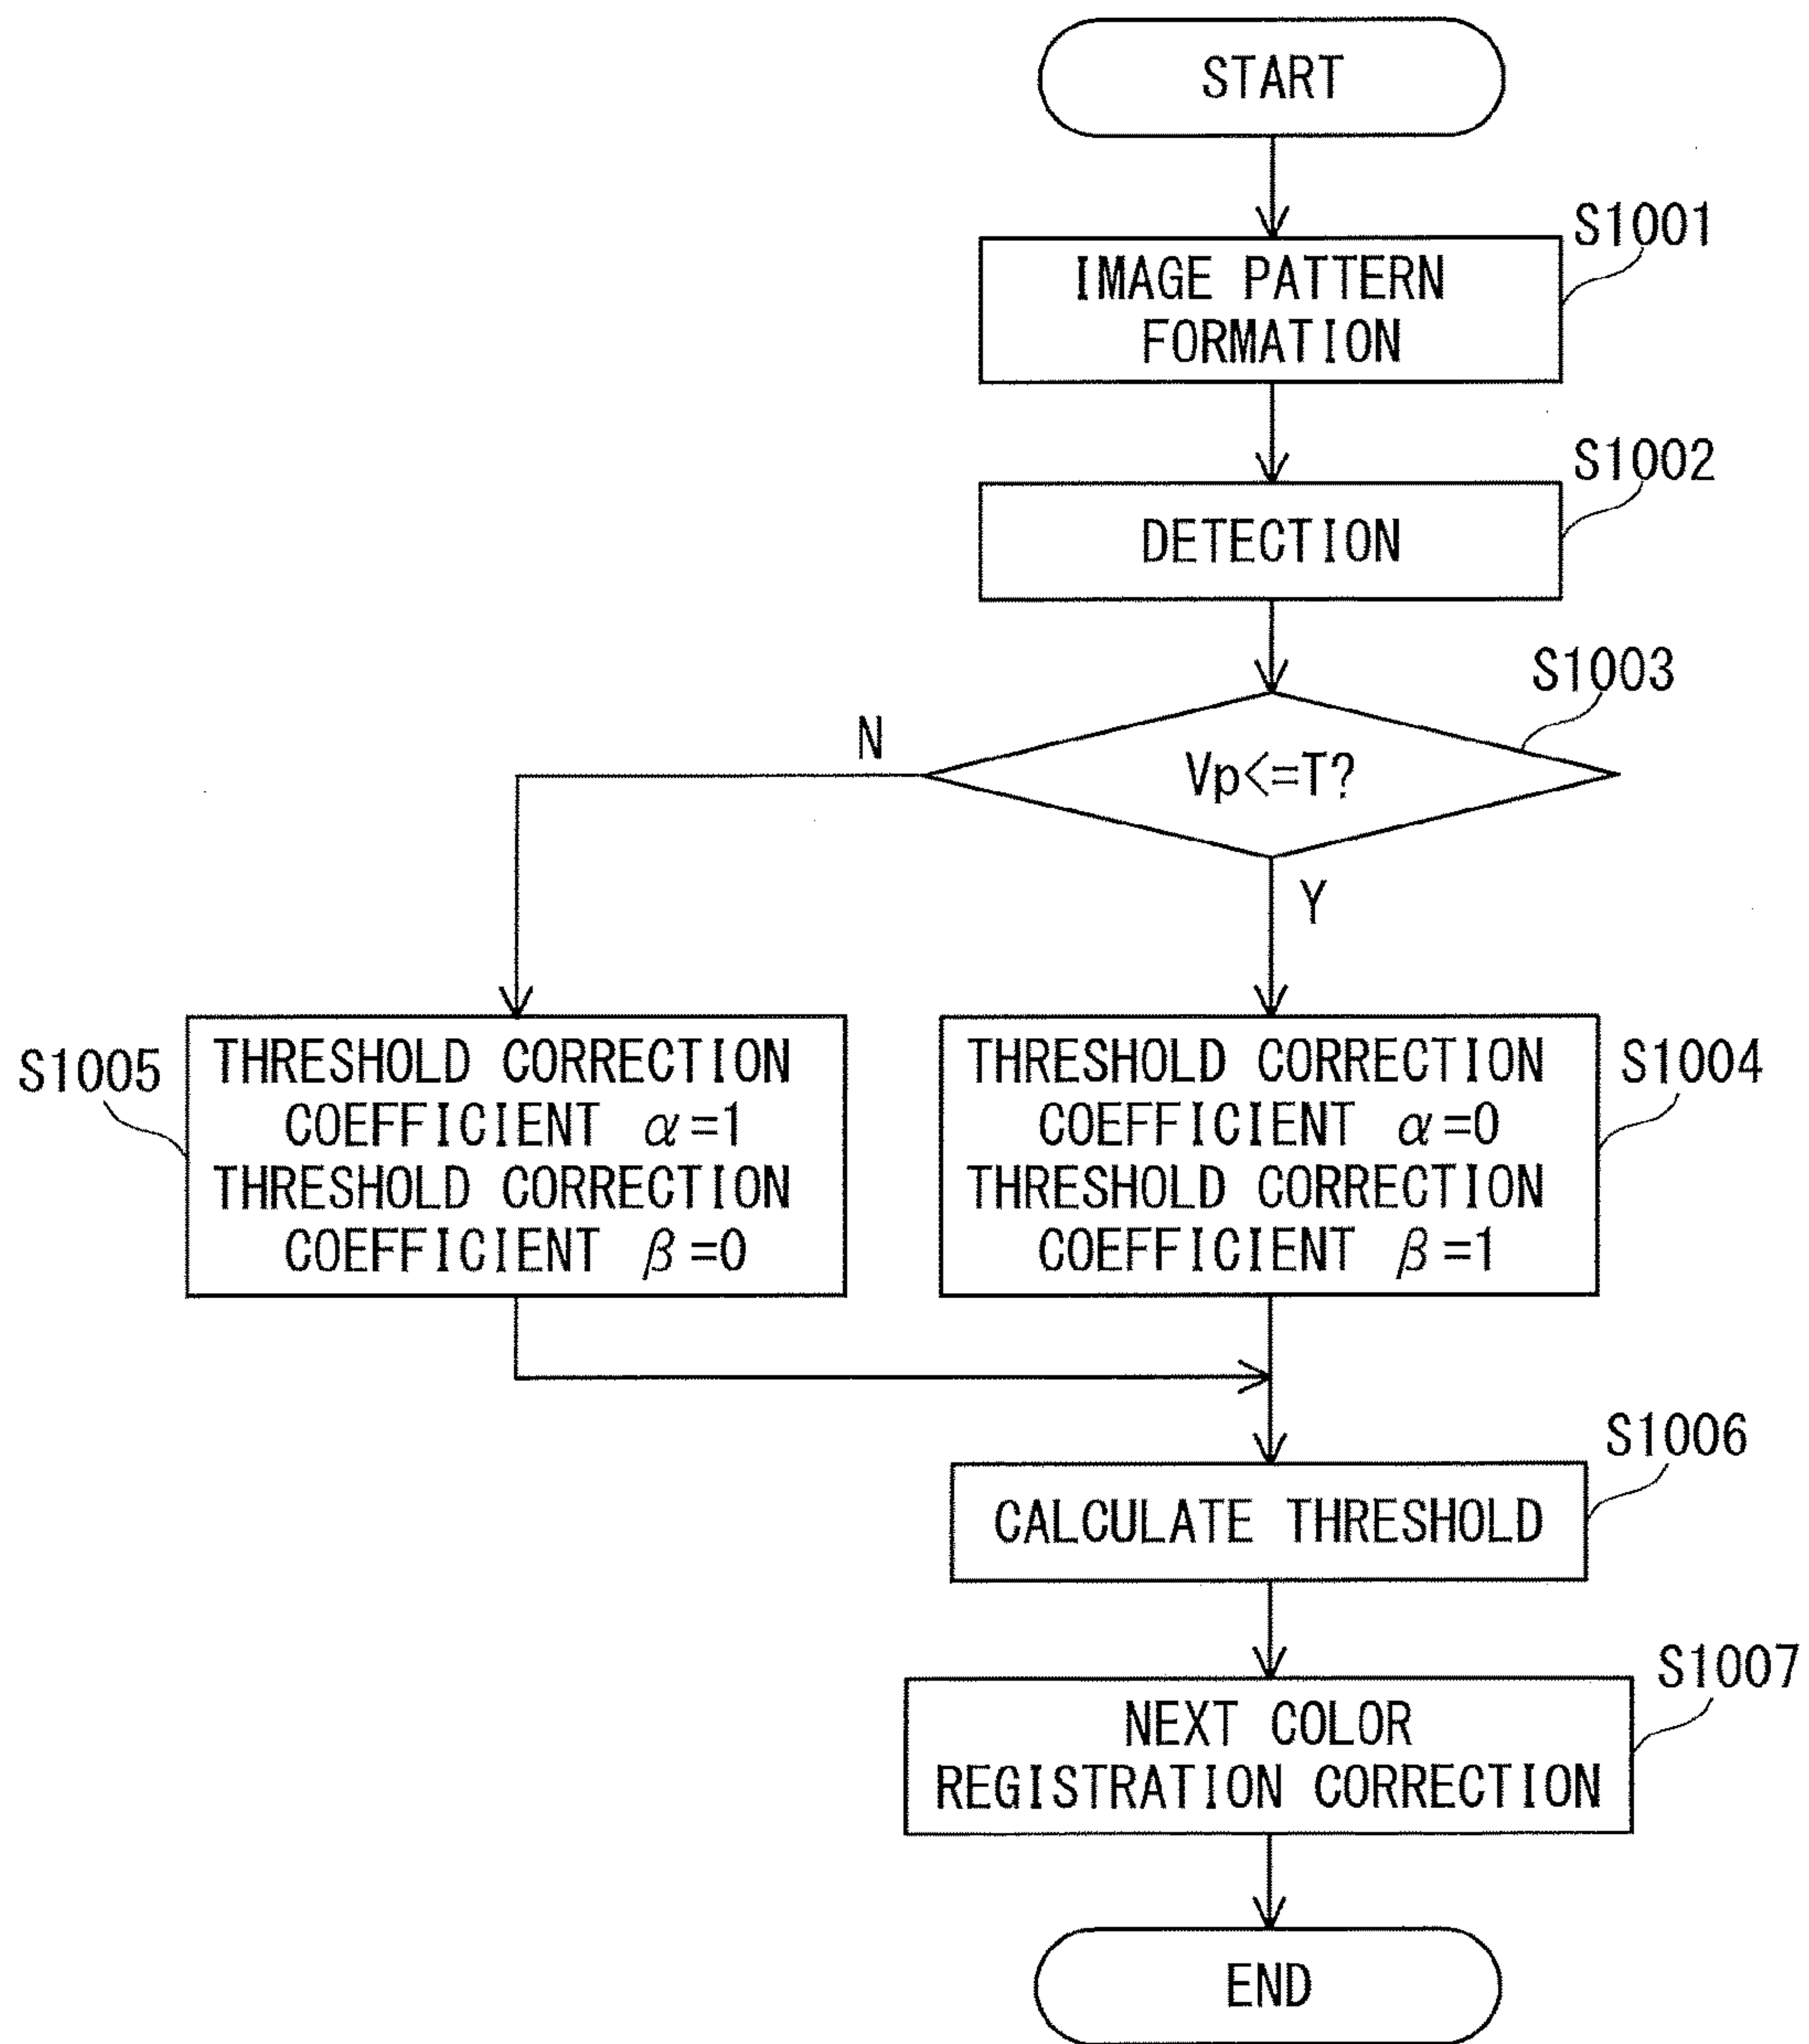 START
S1001
IMAGE PATTERN
FORMATION
S1002
DETECTION
S1003
Vp<=T?
N
Y
S1005
THRESHOLD CORRECTION
COEFFICIENT α=1
THRESHOLD CORRECTION
COEFFICIENT β=0
S1004
THRESHOLD CORRECTION
COEFFICIENT α=0
THRESHOLD CORRECTION
COEFFICIENT β=1
S1006
CALCULATE THRESHOLD
S1007
NEXT COLOR
REGISTRATION CORRECTION
END